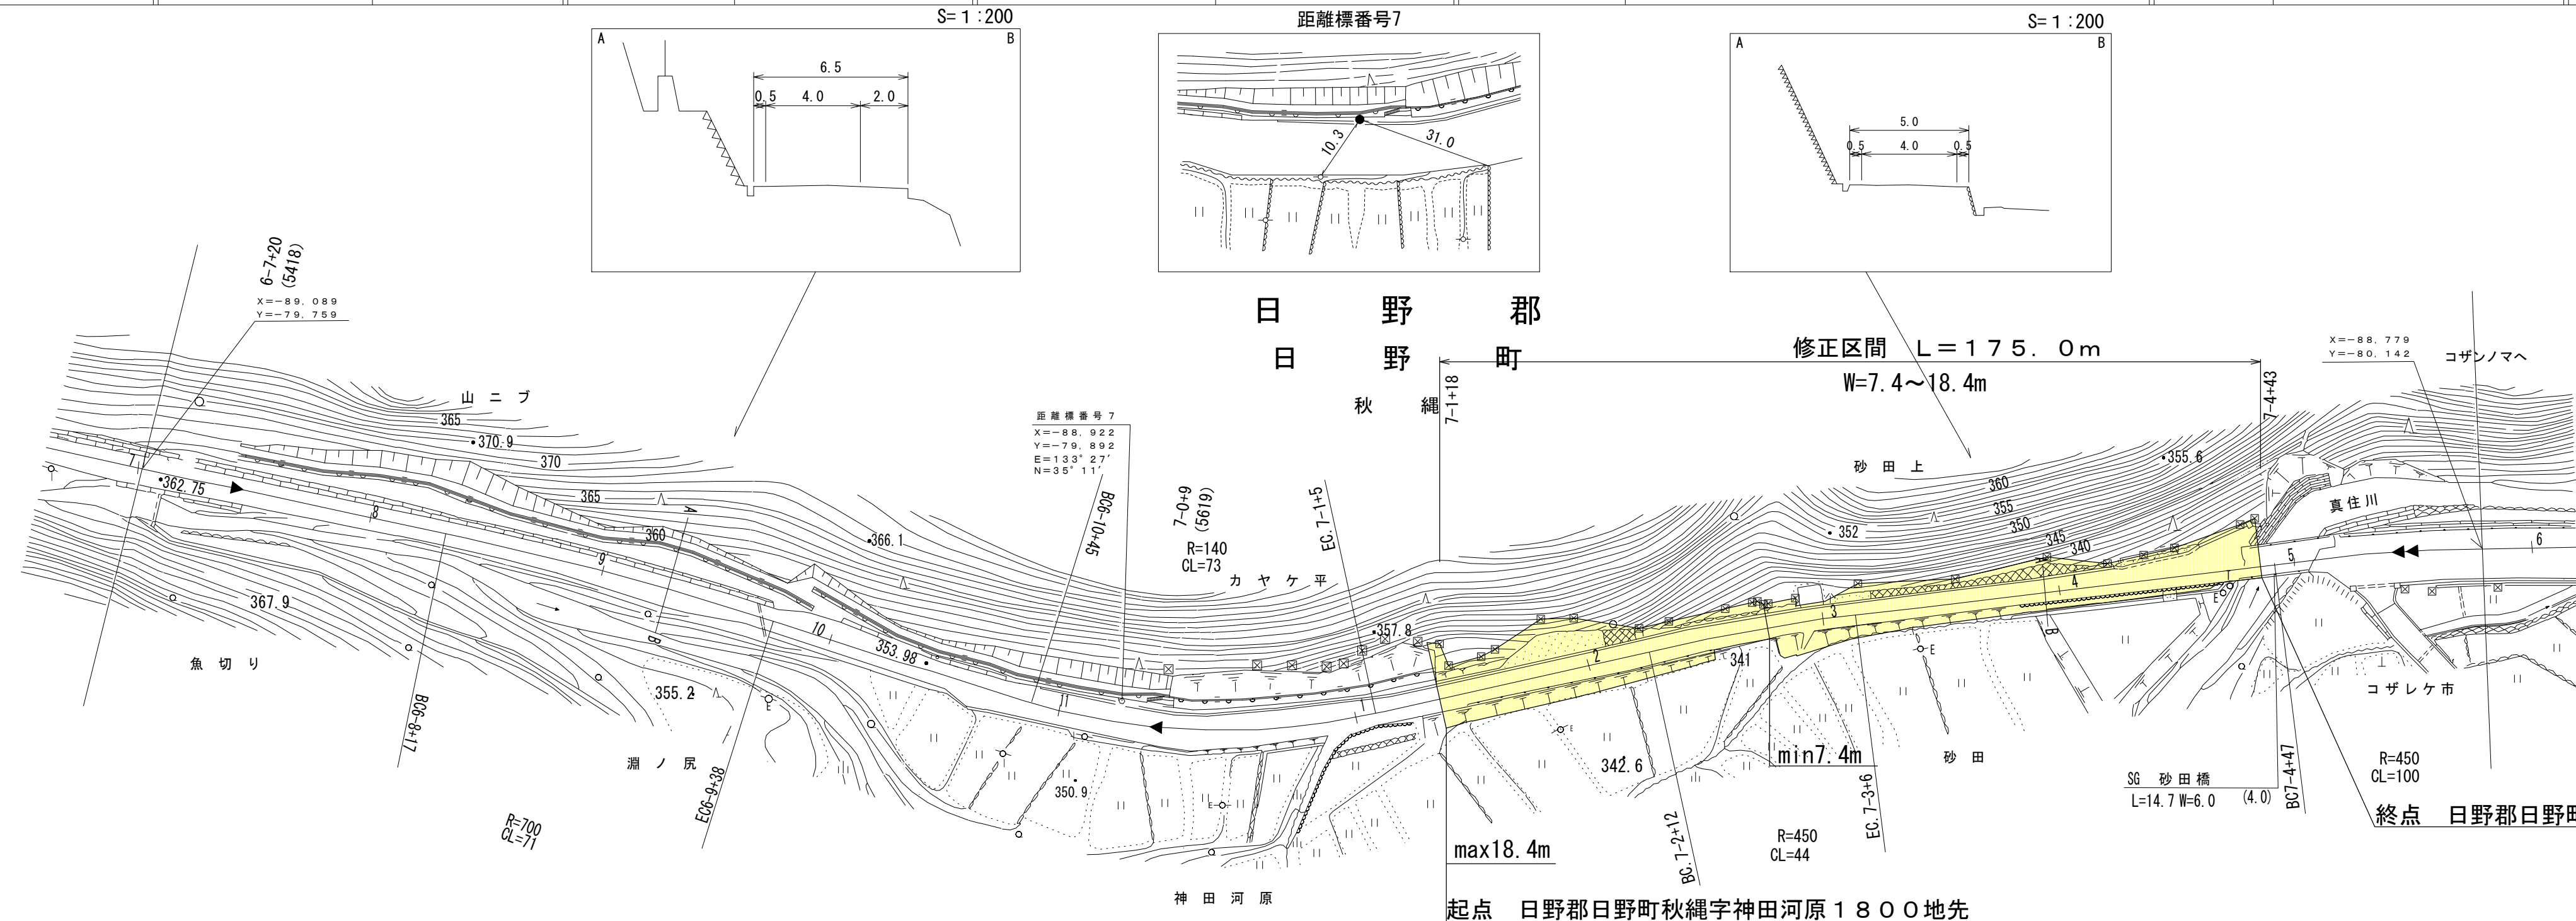 S=1:200
距離標番号7
S=1:200
A
B
6.5
0.5 4.0 2.0
10.3
31.0
A
B
5.0
0.5 4.0 0.5
6-7+20
(5418)
X=-89,089
Y=-79,759
日野郡
日野町
秋縄
修正区間 L=175.0m
W=7.4～18.4m
7-1+18
7-4+43
X=-88,779
Y=-80,142
コザンノマヘ
山ニブ
365
370.9
370
365
360
366.1
7
362.75
8
9
10
353.98
11
A
B
距離標番号7
X=-88,922
Y=-79,892
E=133°27′
N=35°11′
BC6-10+45
7-0+9
(5619)
R=140
CL=73
カヤケ平
EC.7-1+5
357.8
1
砂田上
355.6
360
355
350
345
340
352
真住川
2
3
4
5
6
341
B
E
367.9
魚切り
BC6-8+17
355.2
E
淵ノ尻
EC6-9+38
R=700
CL=71
350.9
E
神田河原
E
342.6
max18.4m
min7.4m
BC.7-2+12
R=450
CL=44
EC.7-3+6
E
砂田
コザレケ市
SG 砂田橋
L=14.7 W=6.0 (4.0)
BC7-4+47
R=450
CL=100
終点 日野郡日野町
起点 日野郡日野町秋縄字神田河原1800地先